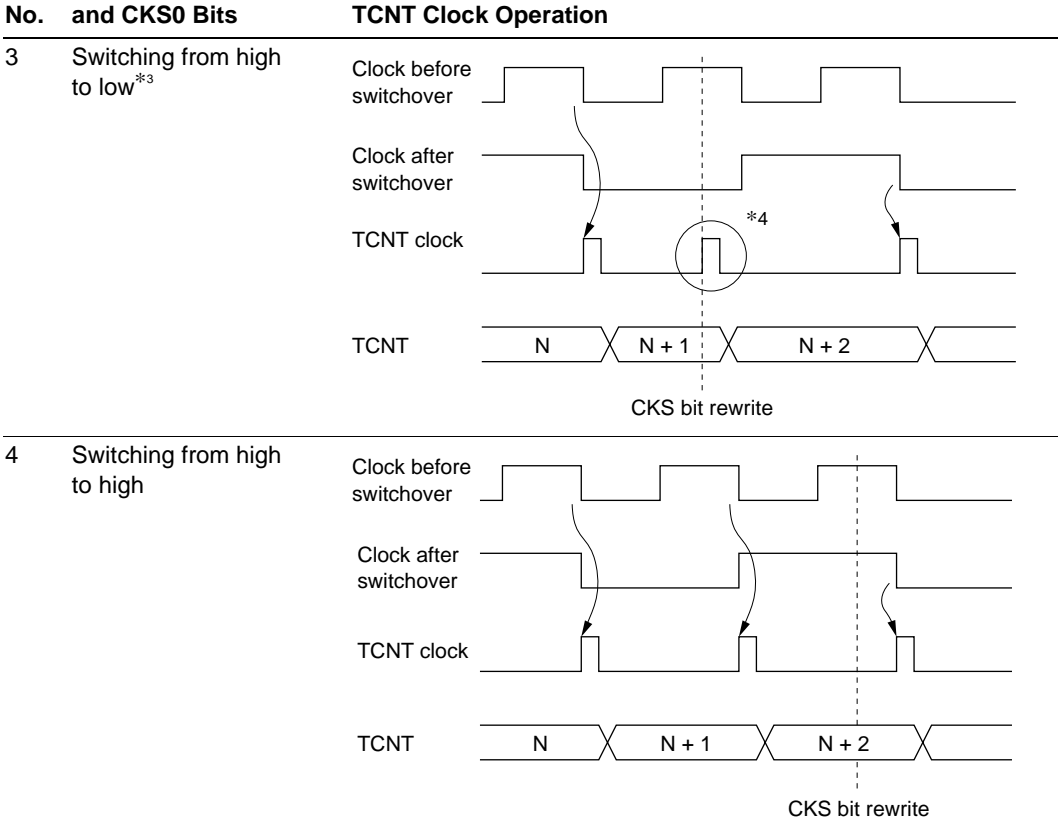 No. and CKS0 Bits TCNT Clock Operation
3 Switching from high
to low*3
Clock before
switchover
Clock after
switchover
*4
TCNT clock
TCNT N N + 1 N + 2
CKS bit rewrite
4 Switching from high
to high
Clock before
switchover
Clock after
switchover
TCNT clock
TCNT N N + 1 N + 2
CKS bit rewrite